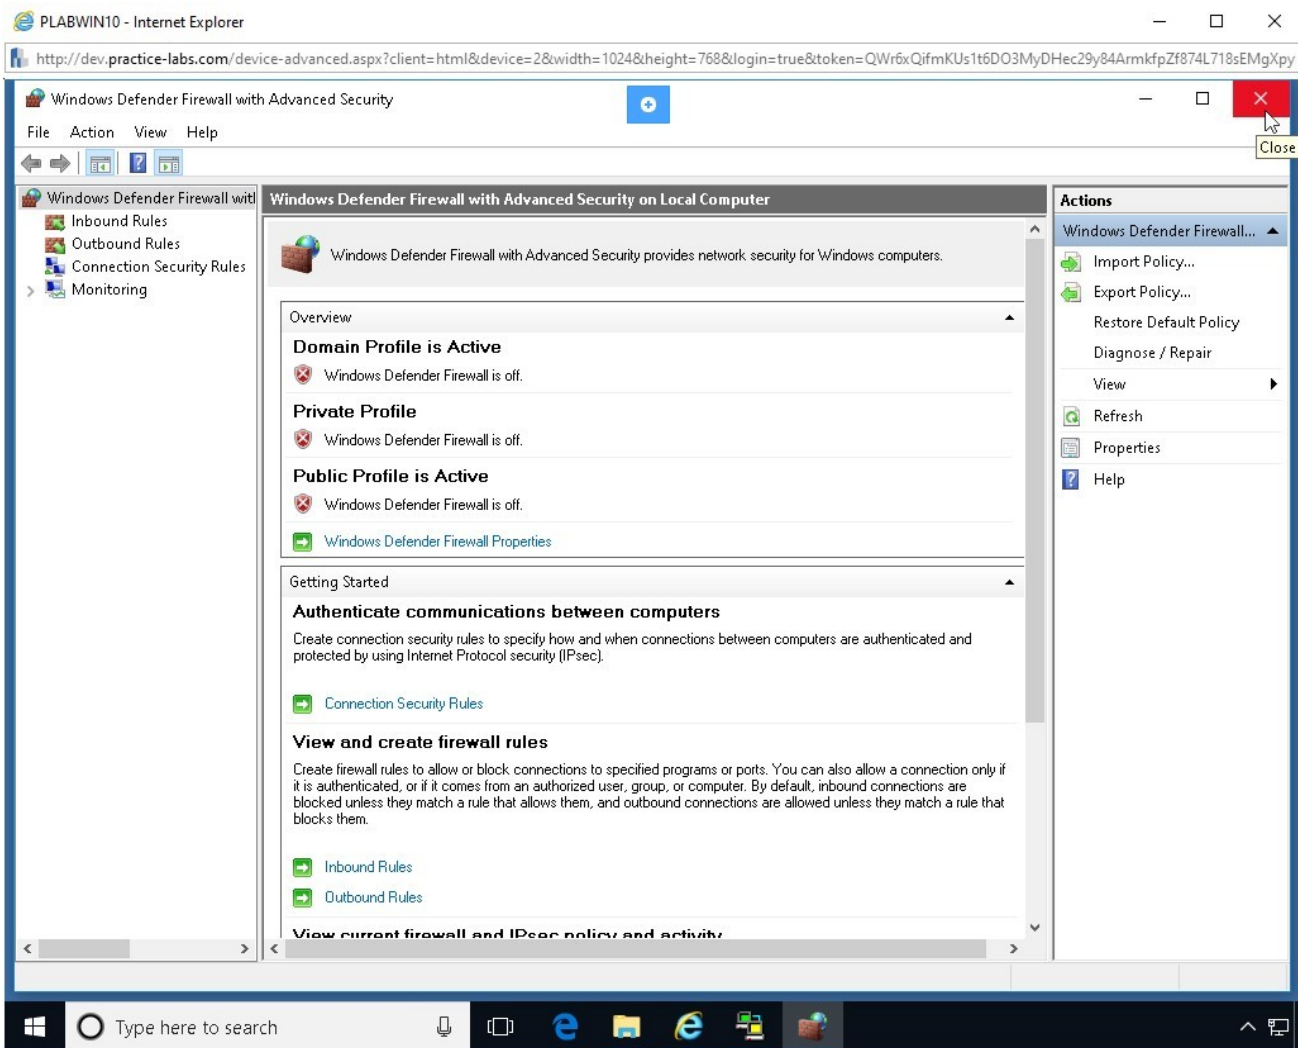 PLABWIN10 - Internet Explorer
http://dev.practice-labs.com/device-advanced.aspx?client=html&device=2&width=1024&height=768&login=true&token=QWr6xQifmKUs1t6DO3MyDHec29y84ArmkfpZf874L718sEMgXpy
Windows Defender Firewall with Advanced Security
File Action View Help
Close
Windows Defender Firewall witl
Inbound Rules
Outbound Rules
Connection Security Rules
Monitoring
Windows Defender Firewall with Advanced Security on Local Computer
Windows Defender Firewall with Advanced Security provides network security for Windows computers.
Overview
Domain Profile is Active
Windows Defender Firewall is off.
Private Profile
Windows Defender Firewall is off.
Public Profile is Active
Windows Defender Firewall is off.
Windows Defender Firewall Properties
Getting Started
Authenticate communications between computers
Create connection security rules to specify how and when connections between computers are authenticated and
protected by using Internet Protocol security (IPsec).
Connection Security Rules
View and create firewall rules
Create firewall rules to allow or block connections to specified programs or ports. You can also allow a connection only if
it is authenticated, or if it comes from an authorized user, group, or computer. By default, inbound connections are
blocked unless they match a rule that allows them, and outbound connections are allowed unless they match a rule that
blocks them.
Inbound Rules
Outbound Rules
View current firewall and IPsec policy and activity
Actions
Windows Defender Firewall...
Import Policy...
Export Policy...
Restore Default Policy
Diagnose / Repair
View
Refresh
Properties
Help
Type here to search